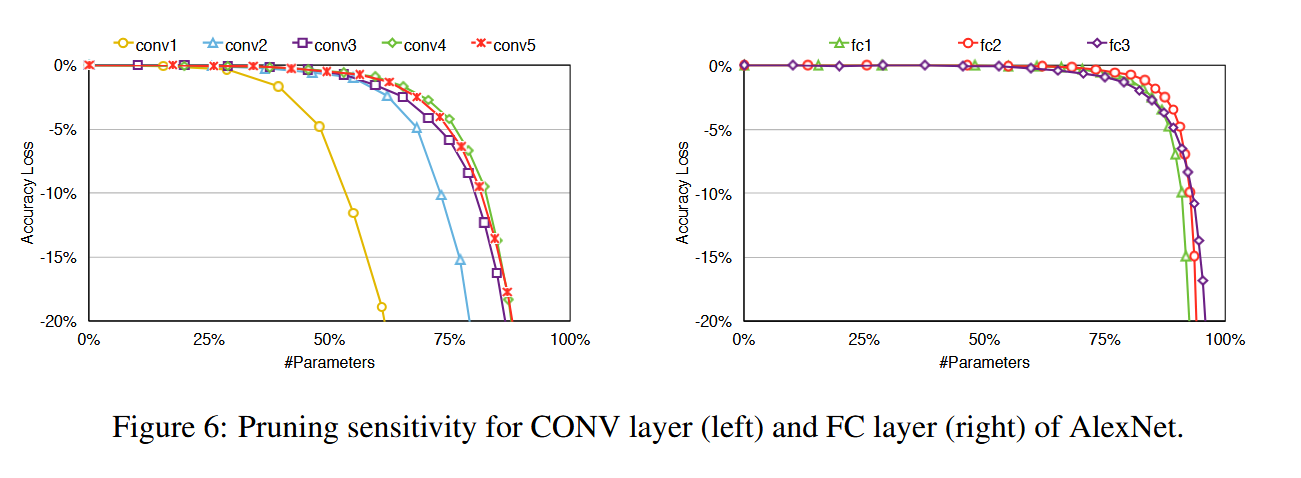 conv1 conv2 conv3 conv4 conv5
0%
-5%
-10%
-15%
-20%
Accuracy Loss
0% 25% 50% 75% 100%
#Parameters
fc1 fc2 fc3
0%
-5%
-10%
-15%
-20%
Accuracy Loss
0% 25% 50% 75% 100%
#Parameters
Figure 6: Pruning sensitivity for CONV layer (left) and FC layer (right) of AlexNet.